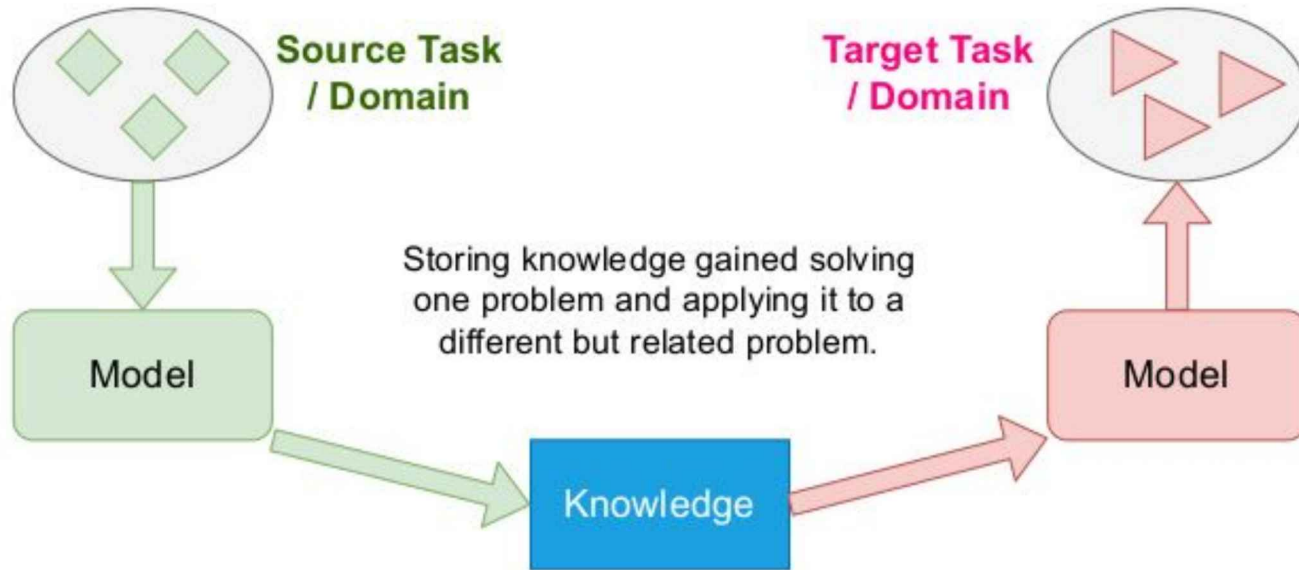 Source Task
/ Domain
Target Task
/ Domain
Storing knowledge gained solving
one problem and applying it to a
different but related problem.
Model
Model
Knowledge